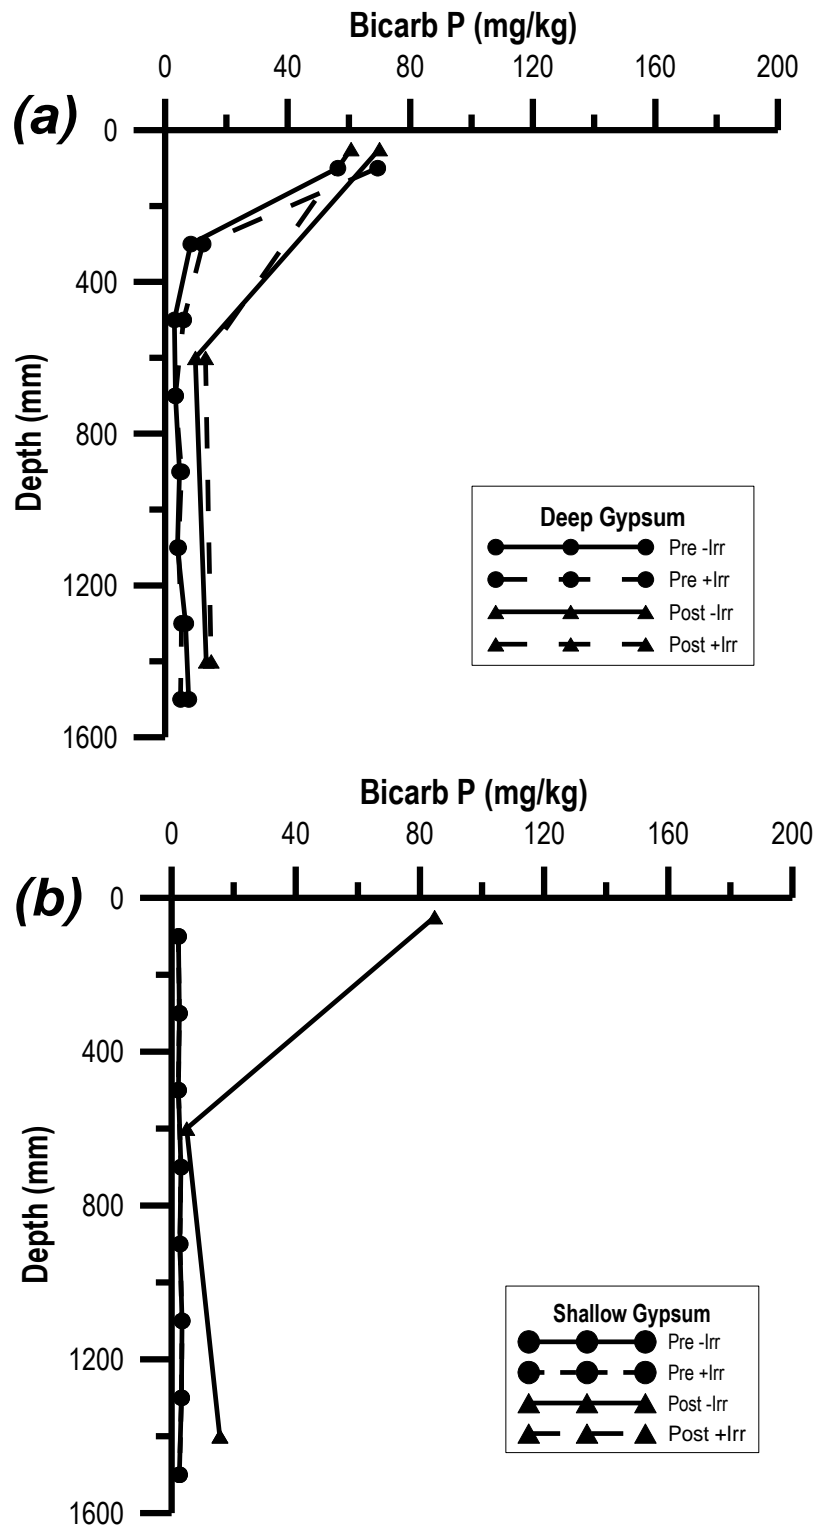 Bicarb P (mg/kg)
0 40 80 120 160 200
(a)
0
400
800
1200
1600
Depth (mm)
Deep Gypsum
Pre -Irr
Pre +Irr
Post -Irr
Post +Irr
Bicarb P (mg/kg)
0 40 80 120 160 200
(b)
0
400
800
1200
1600
Depth (mm)
Shallow Gypsum
Pre -Irr
Pre +Irr
Post -Irr
Post +Irr